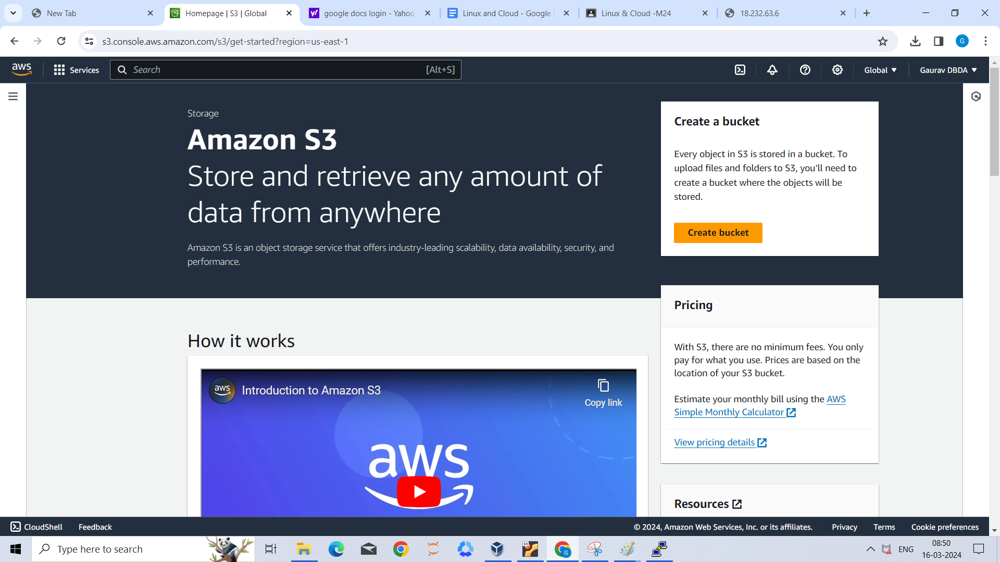 New Tab
Homepage | S3 | Global
google docs login - Yahoo
Linux and Cloud - Google
Linux & Cloud -M24
18.232.63.6
s3.console.aws.amazon.com/s3/get-started?region=us-east-1
G
aws
Services
Search
[Alt+S]
Global
Gaurav DBDA
Storage
Amazon S3
Store and retrieve any amount of
data from anywhere
Amazon S3 is an object storage service that offers industry-leading scalability, data availability, security, and
performance.
Create a bucket
Every object in S3 is stored in a bucket. To
upload files and folders to S3, you'll need to
create a bucket where the objects will be
stored.
Create bucket
Pricing
With S3, there are no minimum fees. You only
pay for what you use. Prices are based on the
location of your S3 bucket.
Estimate your monthly bill using the AWS
Simple Monthly Calculator
View pricing details
Resources
How it works
aws
Introduction to Amazon S3
Copy link
aws
CloudShell
Feedback
© 2024, Amazon Web Services, Inc. or its affiliates.
Privacy
Terms
Cookie preferences
Type here to search
64
G
ENG
08:50
16-03-2024